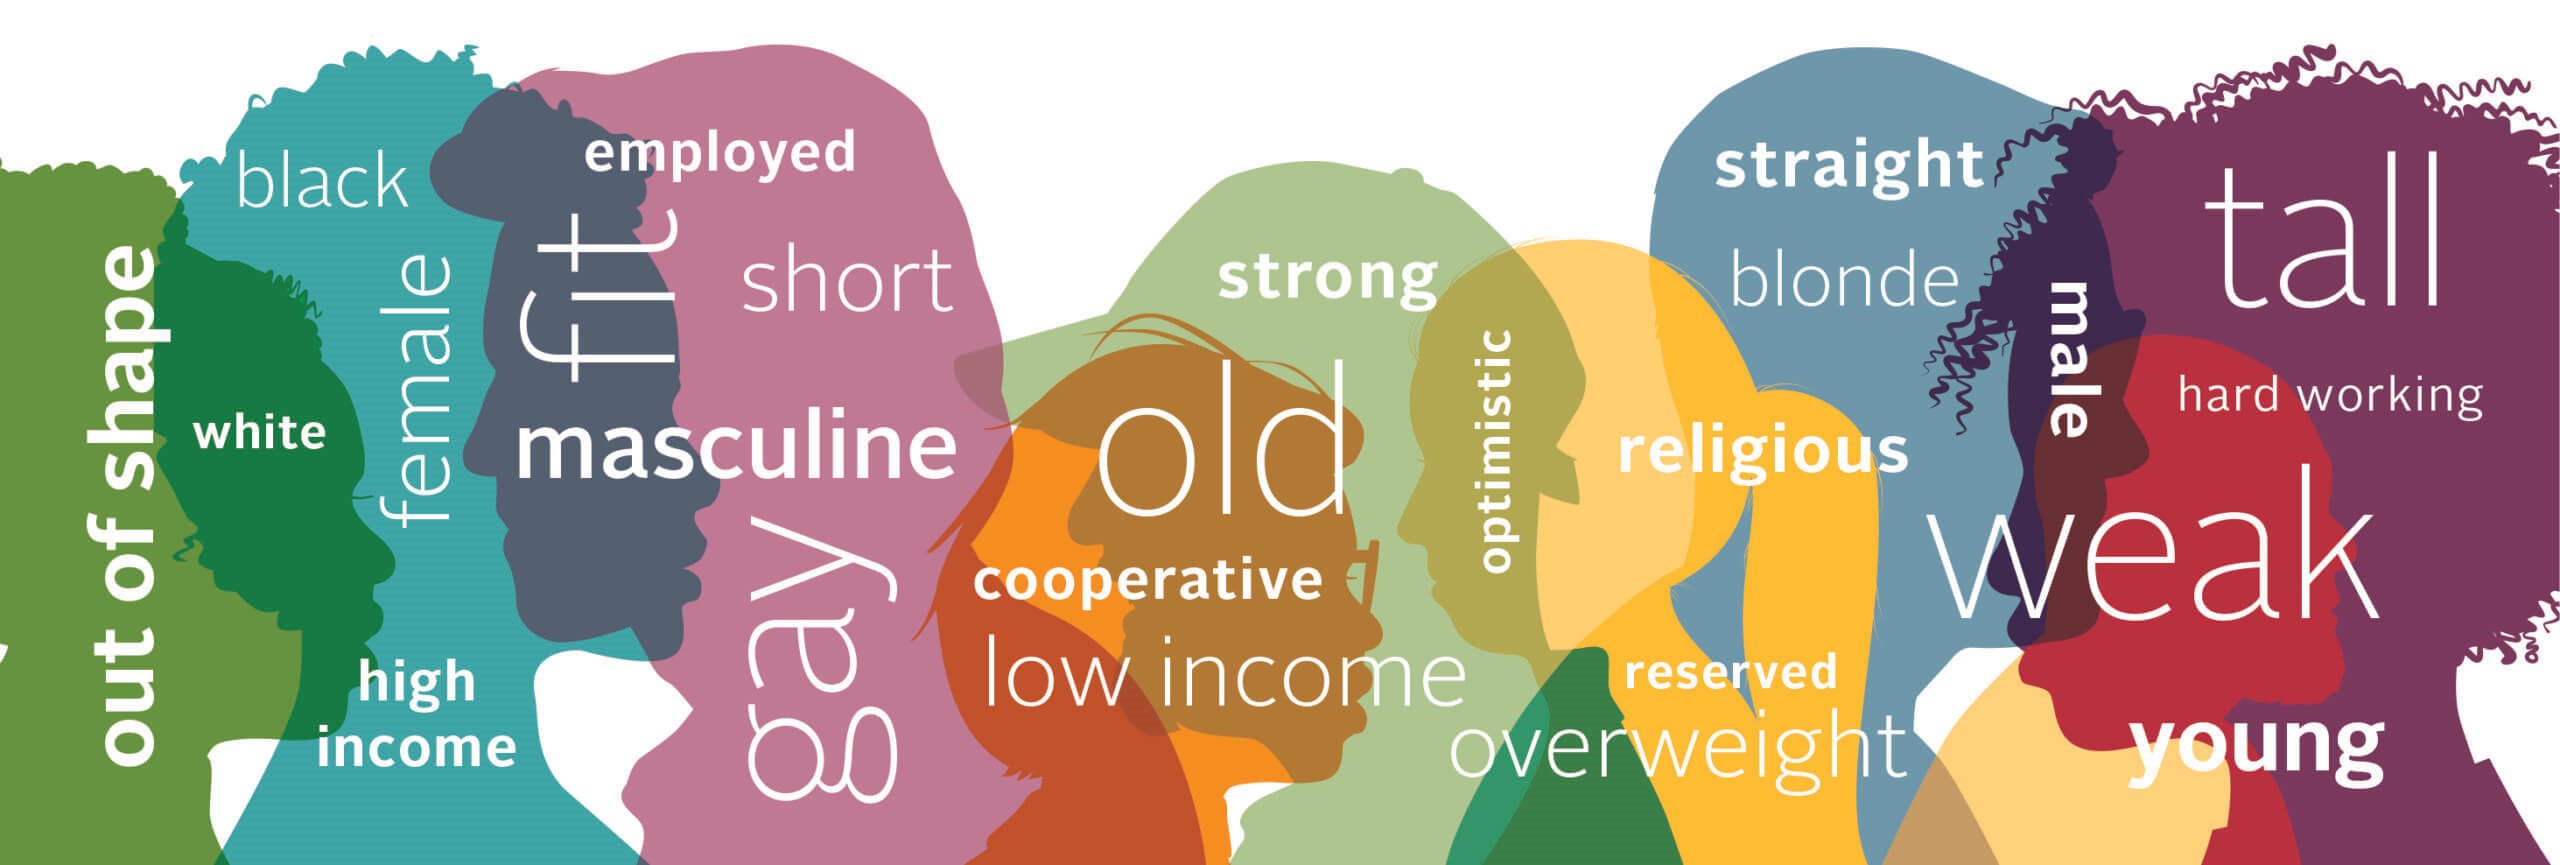 out of shape
white
black
female
high
income
fit
employed
short
masculine
gay
strong
old
cooperative
low income
optimistic
straight
blonde
religious
reserved
overweight
male
tall
hard working
weak
young